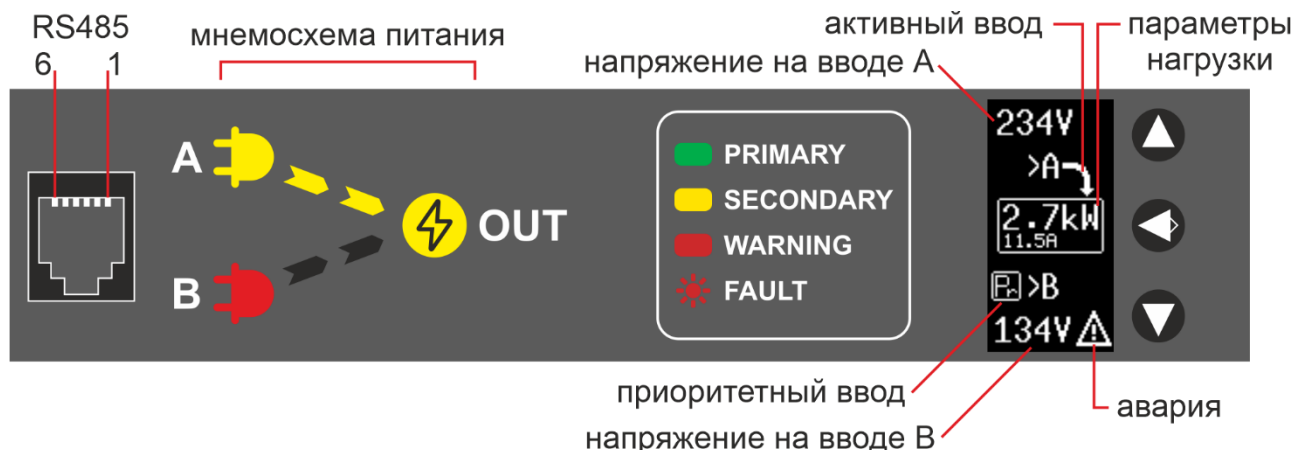 RS485
6 1
мнемосхема питания
активный ввод
параметры
нагрузки
напряжение на вводе А
A
B
OUT
PRIMARY
SECONDARY
WARNING
FAULT
234V
>A
2.7kW
11.5A
Pr >B
134V
приоритетный ввод
авария
напряжение на вводе В